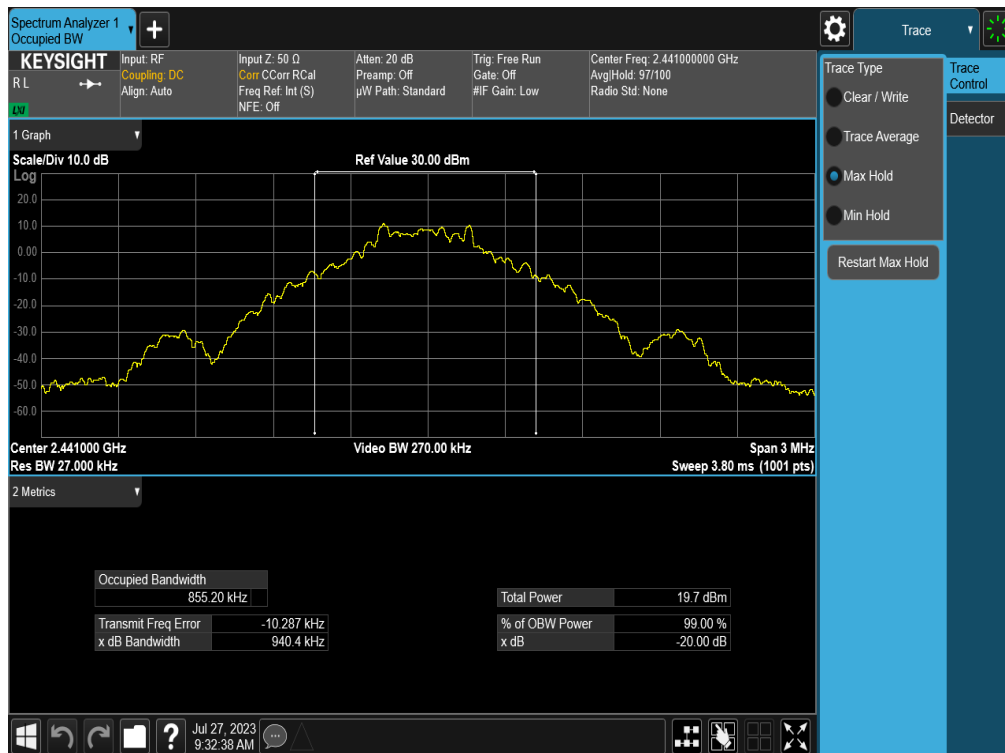 Spectrum Analyzer 1
Occupied BW
Trace
KEYSIGHT
R L
LXI
Input: RF
Coupling: DC
Align: Auto
Input Z: 50 Ω
Corr CCorr RCal
Freq Ref: Int (S)
NFE: Off
Atten: 20 dB
Preamp: Off
µW Path: Standard
Trig: Free Run
Gate: Off
#IF Gain: Low
Center Freq: 2.441000000 GHz
Avg|Hold: 97/100
Radio Std: None
Trace Type
Clear / Write
Trace Average
Max Hold
Min Hold
Restart Max Hold
Trace
Control
Detector
1 Graph
Scale/Div 10.0 dB
Ref Value 30.00 dBm
Log
20.0
10.0
0.00
-10.0
-20.0
-30.0
-40.0
-50.0
-60.0
Center 2.441000 GHz
Video BW 270.00 kHz
Span 3 MHz
Res BW 27.000 kHz
Sweep 3.80 ms (1001 pts)
2 Metrics
Occupied Bandwidth
855.20 kHz
Total Power 19.7 dBm
Transmit Freq Error -10.287 kHz
% of OBW Power 99.00 %
x dB Bandwidth 940.4 kHz
x dB -20.00 dB
Jul 27, 2023
9:32:38 AM